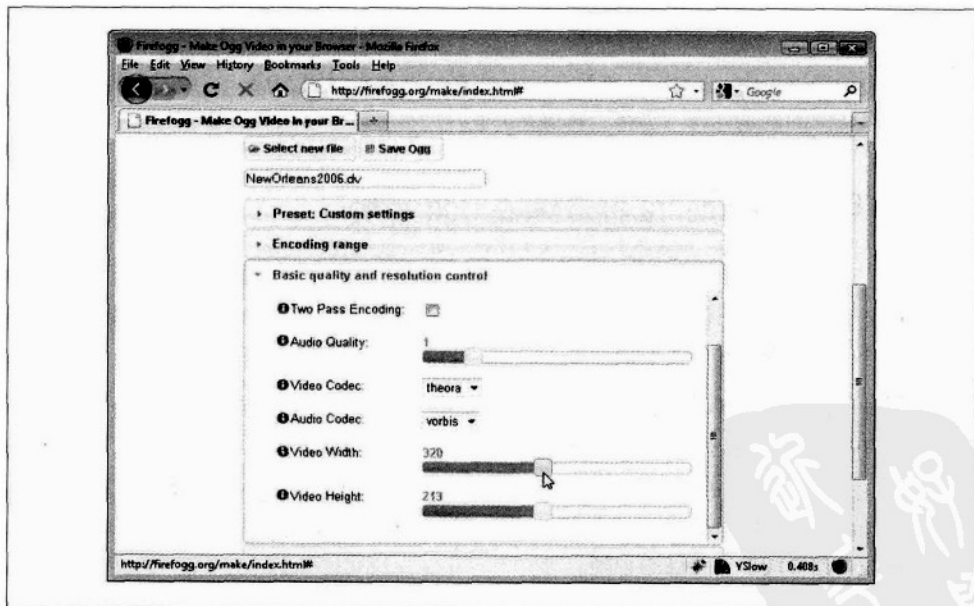 Firefogg - Make Ogg Video in your Browser - Mozilla Firefox
File Edit View History Bookmarks Tools Help
http://firefogg.org/make/index.html# Google
Firefogg - Make Ogg Video in your Br...
Select new file Save Ogg
NewOrleans2006.dv
Preset: Custom settings
Encoding range
Basic quality and resolution control
Two Pass Encoding:
Audio Quality: 1
Video Codec: theora
Audio Codec: vorbis
Video Width: 320
Video Height: 213
http://firefogg.org/make/index.html# YSlow 0.408s